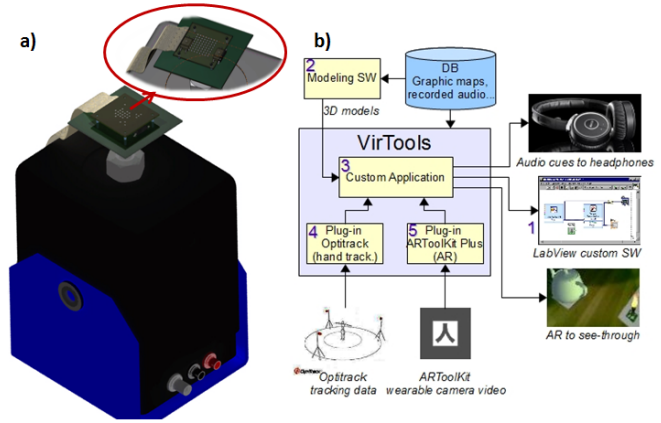 a)
b)
2
Modeling SW
DB
Graphic maps,
recorded audio...
3D models
VirTools
3
Custom Application
4
Plug-in
Optitrack
(hand track.)
5
Plug-in
ARToolKit Plus
(AR)
Audio cues to headphones
1
LabView custom SW
AR to see-through
人
OptiTrack
Optitrack
tracking data
ARToolKit
wearable camera video